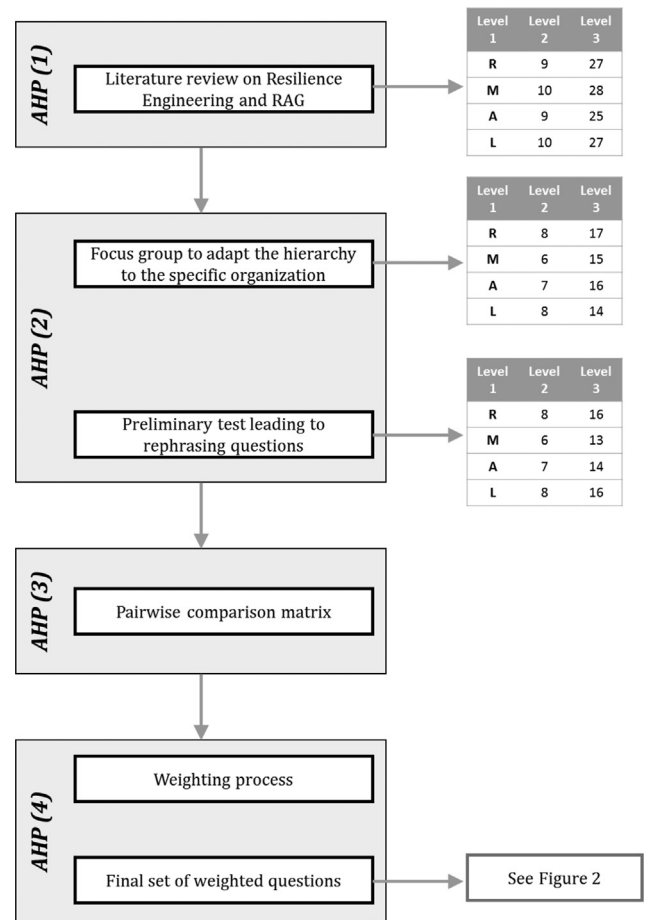 AHP (1)
Literature review on Resilience
Engineering and RAG
Level Level Level
1 2 3
R 9 27
M 10 28
A 9 25
L 10 27
AHP (2)
Focus group to adapt the hierarchy
to the specific organization
Level Level Level
1 2 3
R 8 17
M 6 15
A 7 16
L 8 14
Preliminary test leading to
rephrasing questions
Level Level Level
1 2 3
R 8 16
M 6 13
A 7 14
L 8 16
AHP (3)
Pairwise comparison matrix
AHP (4)
Weighting process
Final set of weighted questions
See Figure 2